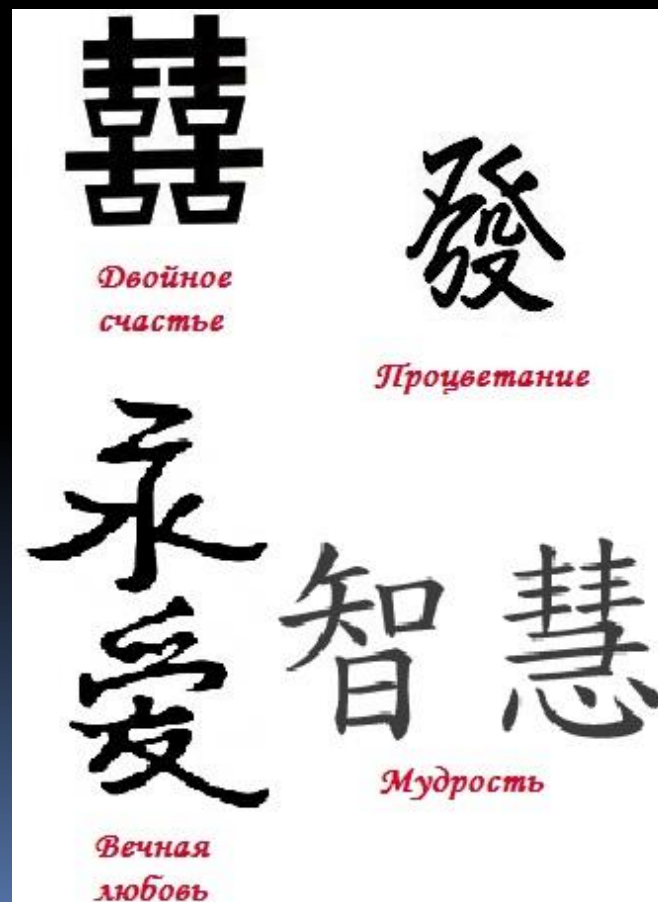 囍
Двойное
счастье
發
Процветание
永
愛
Вечная
любовь
智慧
Мудрость